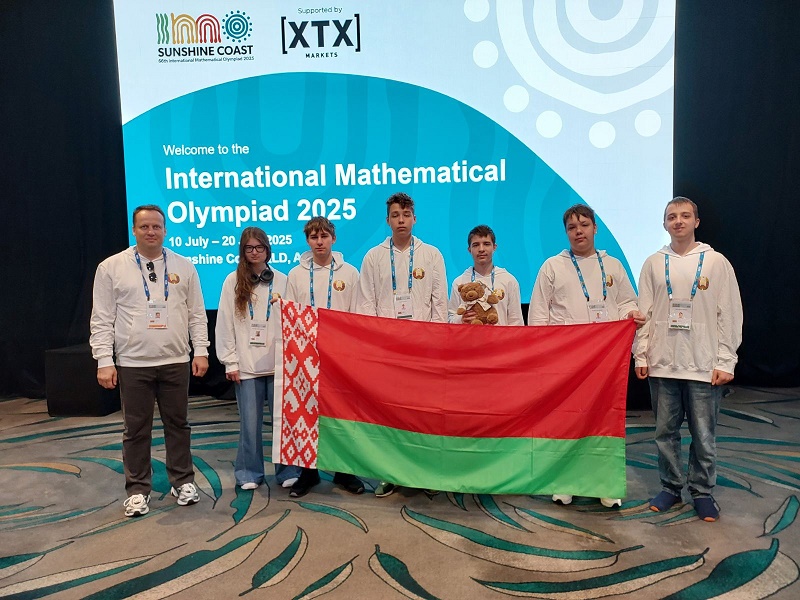 SUNSHINE COAST
66th International Mathematical Olympiad 2025
Supported by
[XTX]
MARKETS
Welcome to the
International Mathematical
Olympiad 2025
10 July – 20 2025